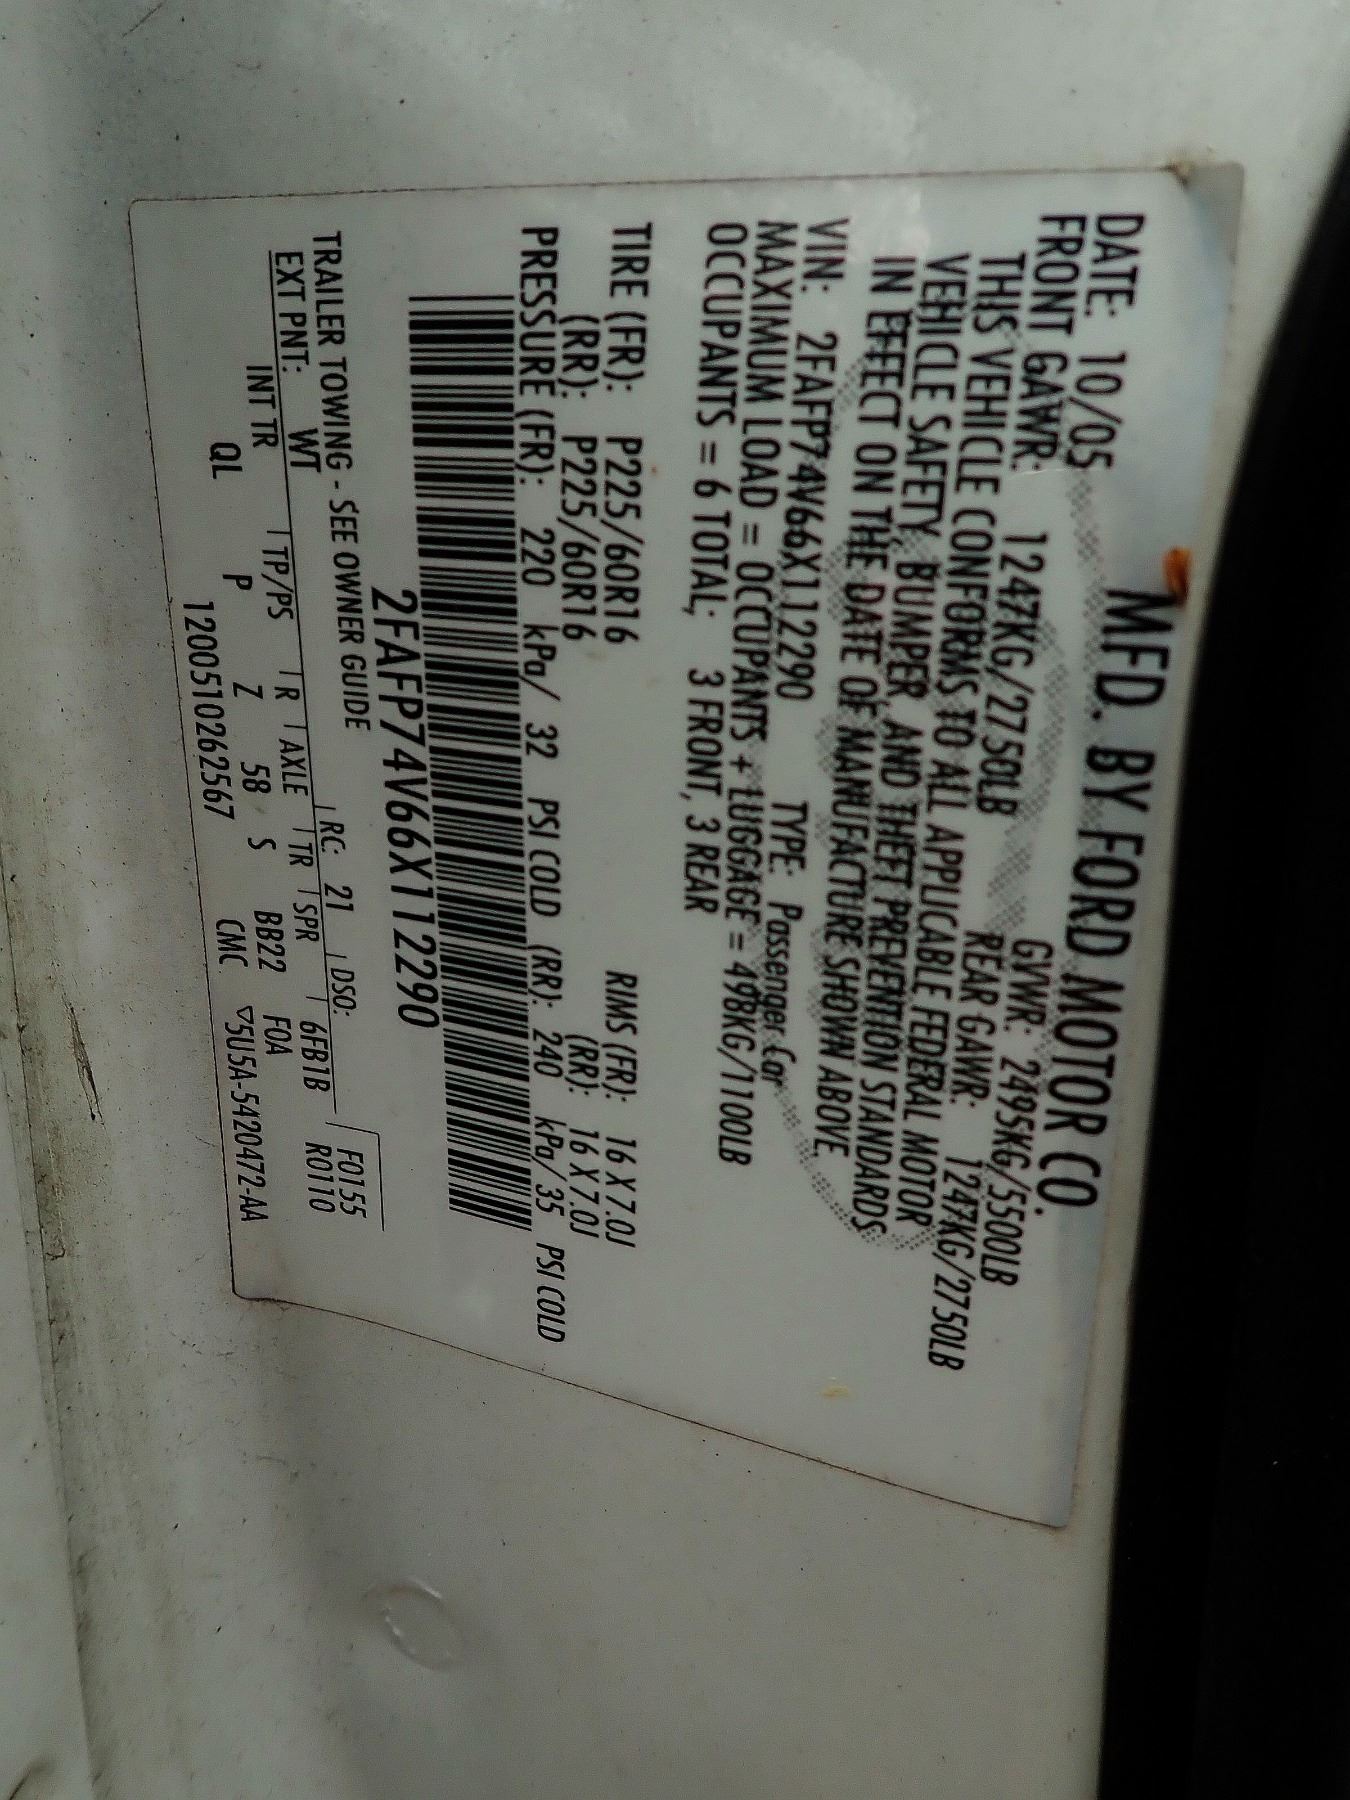 MFD. BY FORD MOTOR CO.
DATE: 10/05 GVWR: 2495KG/5500LB
FRONT GAWR: 1247KG/2750LB REAR GAWR: 1247KG/2750LB
THIS VEHICLE CONFORMS TO ALL APPLICABLE FEDERAL MOTOR
VEHICLE SAFETY, BUMPER, AND THEFT PREVENTION STANDARDS
IN EFFECT ON THE DATE OF MANUFACTURE SHOWN ABOVE.
VIN: 2FAFP74V66X112290 TYPE: Passenger Car
MAXIMUM LOAD = OCCUPANTS + LUGGAGE = 498KG/1100LB
OCCUPANTS = 6 TOTAL; 3 FRONT, 3 REAR
TIRE (FR): P225/60R16 RIMS (FR): 16 X 7.0J
(RR): P225/60R16 (RR): 16 X 7.0J
PRESSURE (FR): 220 kPa/ 32 PSI COLD (RR): 240 kPa/ 35 PSI COLD
2FAFP74V66X112290
TRAILER TOWING - SEE OWNER GUIDE F0155
EXT PNT: WT RC: 21 DSO: R0110
INT TR TP/PS R AXLE TR SPR 6FB1B
QL P Z 58 S BB22 FOA
1200510262567 CMC ▽5U5A-5420472-AA